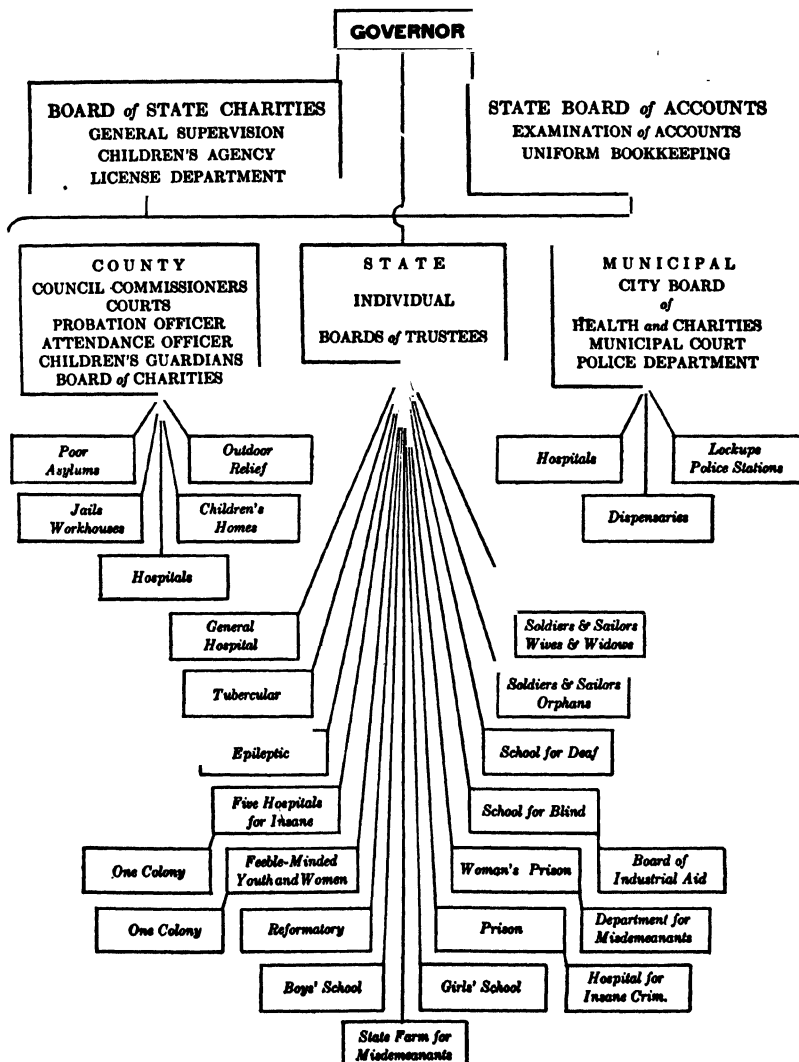 GOVERNOR
BOARD of STATE CHARITIES
GENERAL SUPERVISION
CHILDREN'S AGENCY
LICENSE DEPARTMENT
STATE BOARD of ACCOUNTS
EXAMINATION of ACCOUNTS
UNIFORM BOOKKEEPING
COUNTY
COUNCIL COMMISSIONERS
COURTS
PROBATION OFFICER
ATTENDANCE OFFICER
CHILDREN'S GUARDIANS
BOARD of CHARITIES
STATE
INDIVIDUAL
BOARDS of TRUSTEES
MUNICIPAL
CITY BOARD
of
HEALTH and CHARITIES
MUNICIPAL COURT
POLICE DEPARTMENT
Poor
Asylums
Outdoor
Relief
Jails
Workhouses
Children's
Homes
Hospitals
Hospitals
Lockups
Police Stations
Dispensaries
General
Hospital
Soldiers & Sailors
Wives & Widows
Tubercular
Soldiers & Sailors
Orphans
Epileptic
School for Deaf
Five Hospitals
for Insane
School for Blind
One Colony
Feeble-Minded
Youth and Women
Woman's Prison
Board of
Industrial Aid
One Colony
Reformatory
Prison
Department for
Misdemeanants
Boys' School
Girls' School
Hospital for
Insane Crim.
State Farm for
Misdemeanants